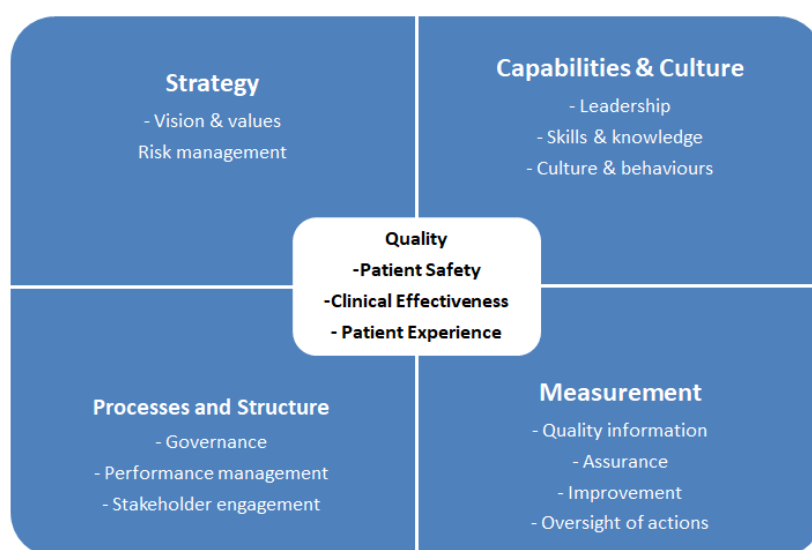 Strategy
- Vision & values
Risk management
Capabilities & Culture
- Leadership
- Skills & knowledge
- Culture & behaviours
Quality
-Patient Safety
-Clinical Effectiveness
- Patient Experience
Processes and Structure
- Governance
- Performance management
- Stakeholder engagement
Measurement
- Quality information
- Assurance
- Improvement
- Oversight of actions